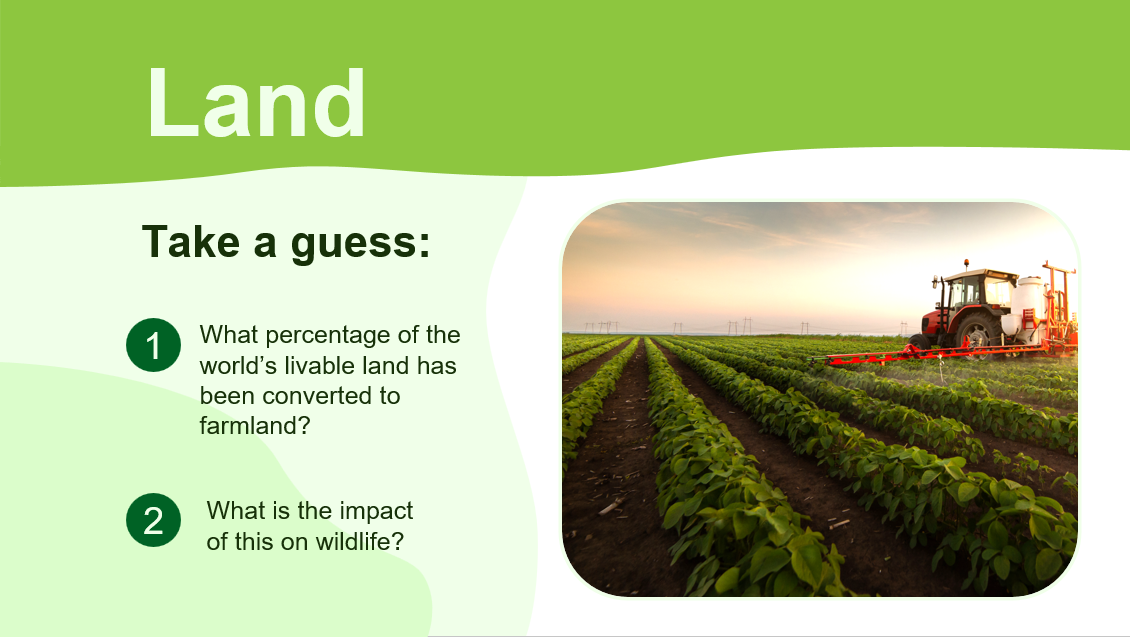 Land
Take a guess:
1
What percentage of the
world’s livable land has
been converted to
farmland?
2
What is the impact
of this on wildlife?